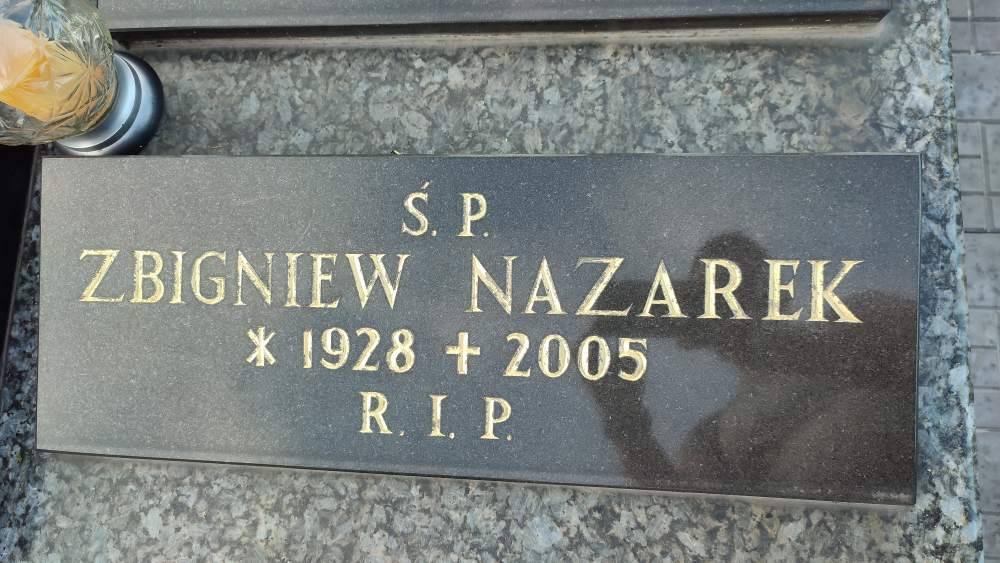 Ś. P.
ZBIGNIEW NAZAREK
* 1928 + 2005
R. I. P.